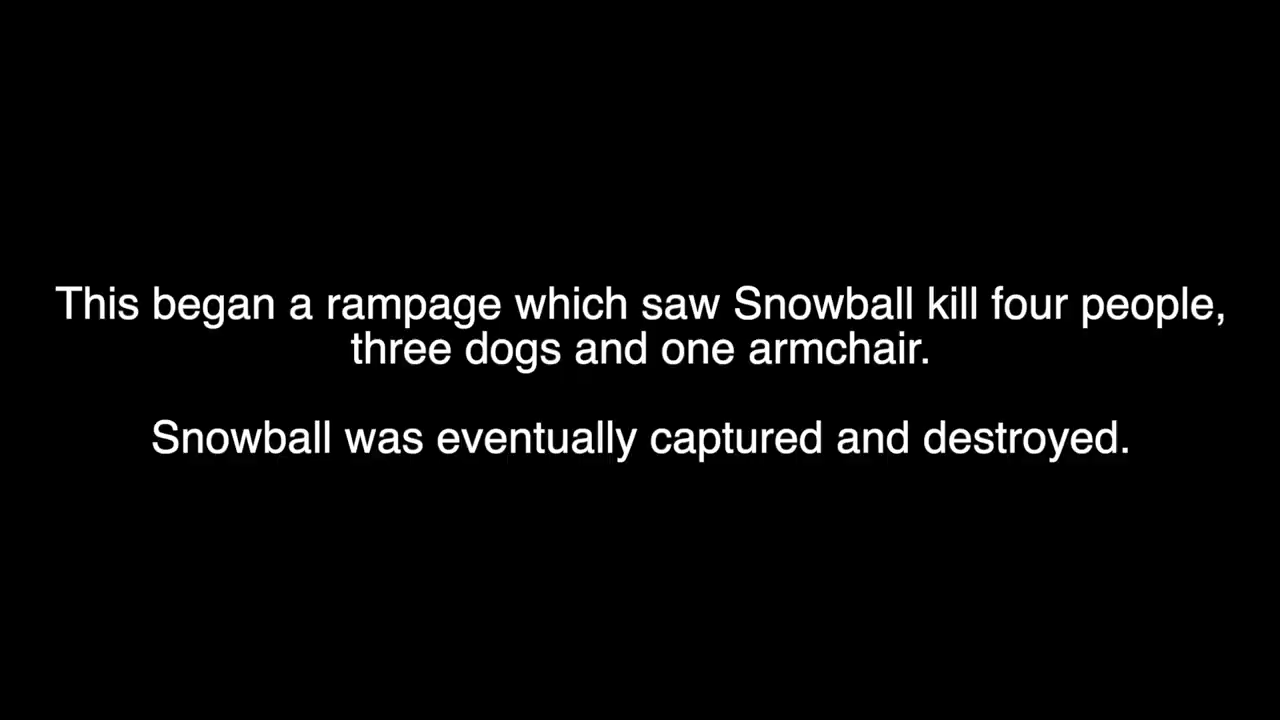 This began a rampage which saw Snowball kill four people,
three dogs and one armchair.
Snowball was eventually captured and destroyed.